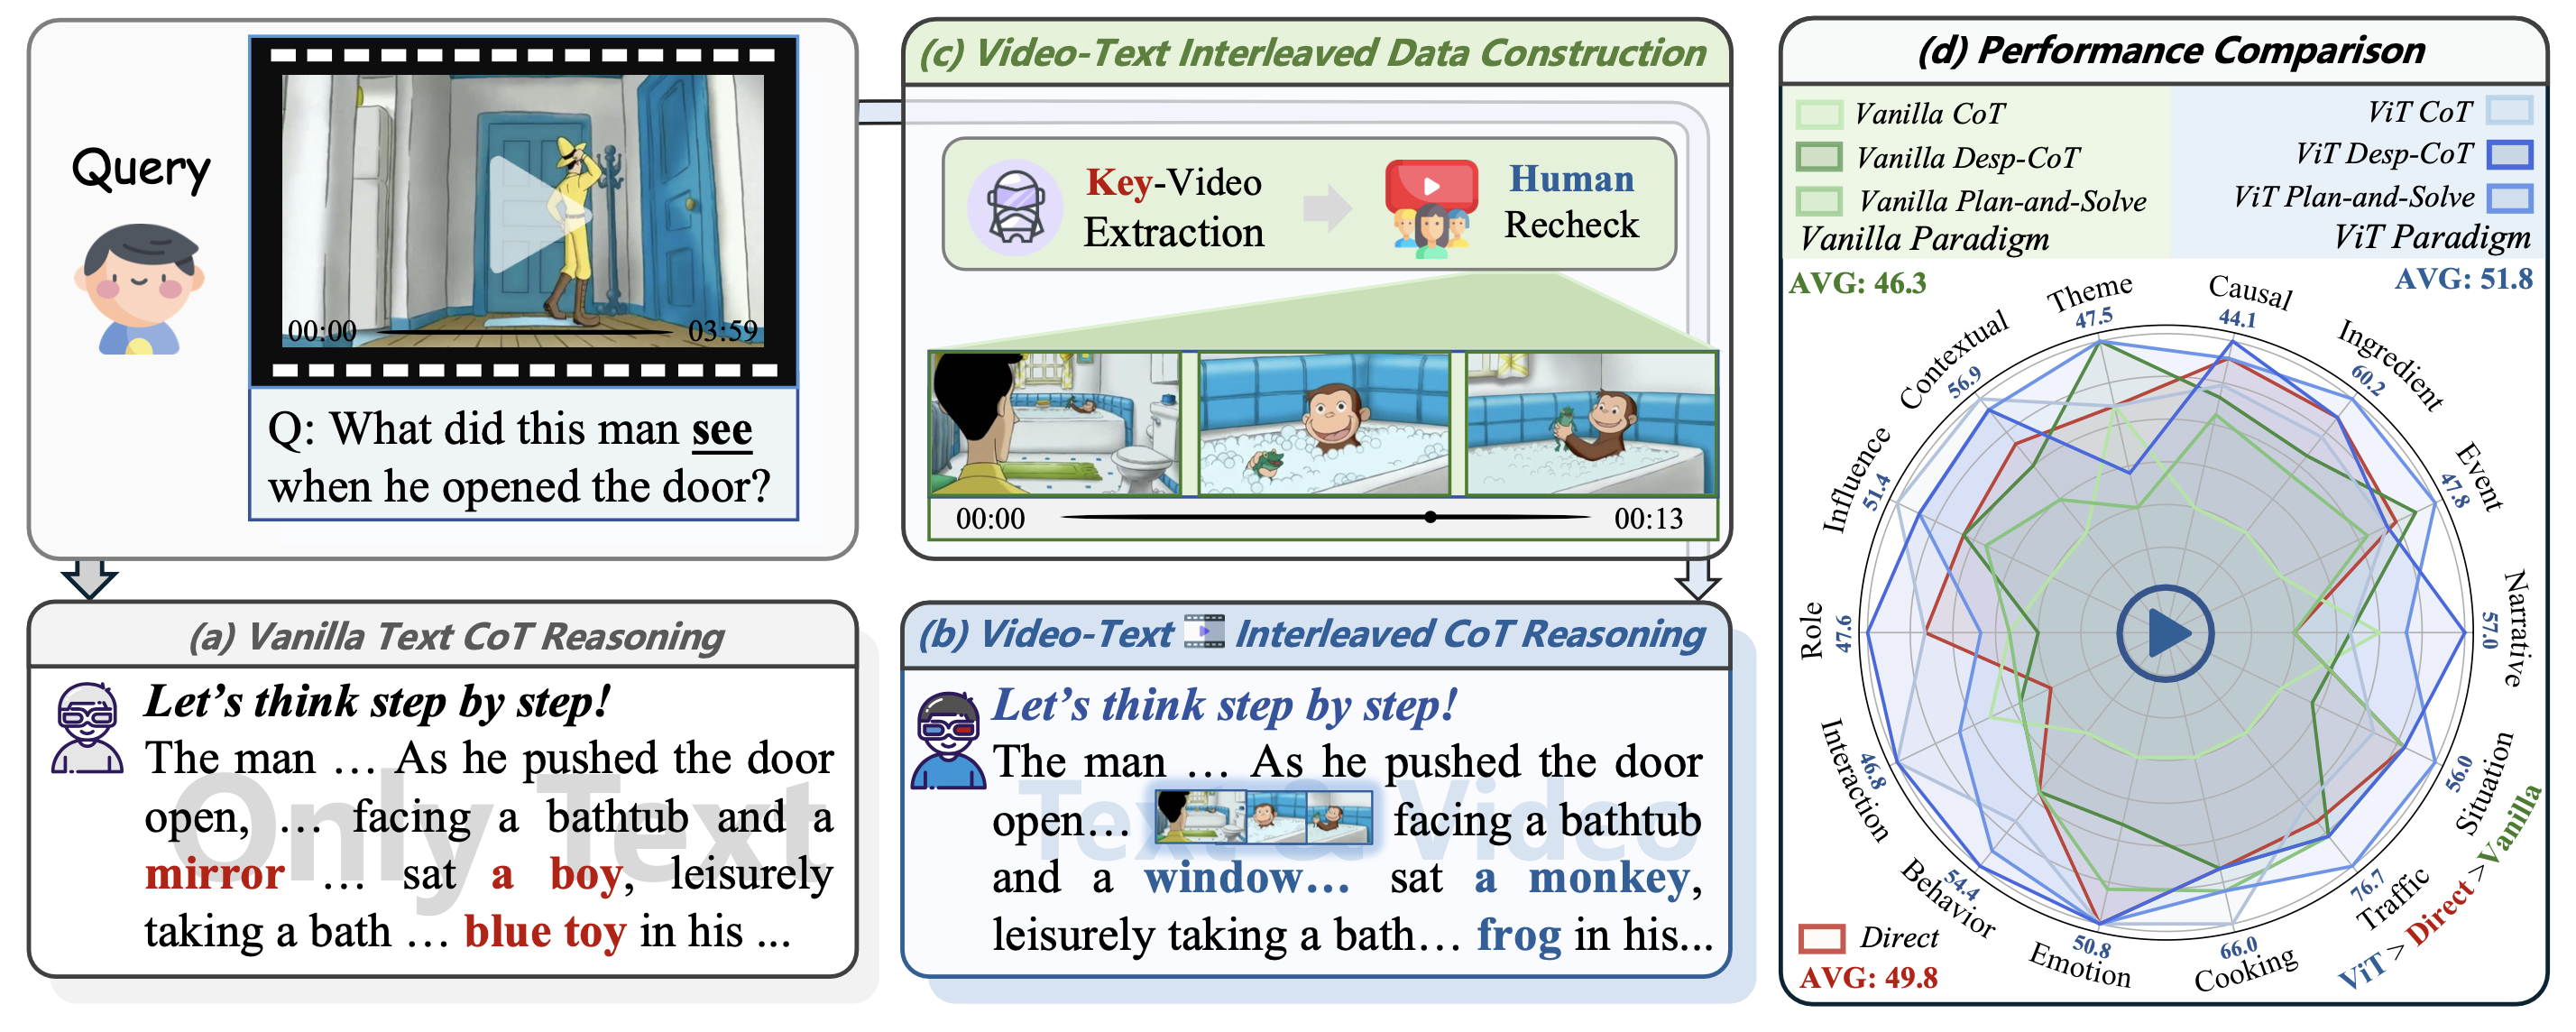 Query
00:00
03:59
Q: What did this man see
when he opened the door?
(a) Vanilla Text CoT Reasoning
Only Text
Let's think step by step!
The man … As he pushed the door
open, … facing a bathtub and a
mirror … sat a boy, leisurely
taking a bath … blue toy in his ...
(c) Video-Text Interleaved Data Construction
Key-Video
Extraction
Human
Recheck
00:00
00:13
(b) Video-Text Interleaved CoT Reasoning
Text & Video
Let's think step by step!
The man … As he pushed the door
open… facing a bathtub
and a window… sat a monkey,
leisurely taking a bath… frog in his...
(d) Performance Comparison
Vanilla CoT
Vanilla Desp-CoT
Vanilla Plan-and-Solve
Vanilla Paradigm
AVG: 46.3
ViT CoT
ViT Desp-CoT
ViT Plan-and-Solve
ViT Paradigm
AVG: 51.8
Theme
47.5
Causal
44.1
Ingredient
60.2
Event
47.8
Narrative
57.0
Situation
56.0
Traffic
76.7
Cooking
66.0
Emotion
50.8
Behavior
54.4
Interaction
46.8
Role
47.6
Influence
51.4
Contextual
56.9
ViT > Direct > Vanilla
Direct
AVG: 49.8